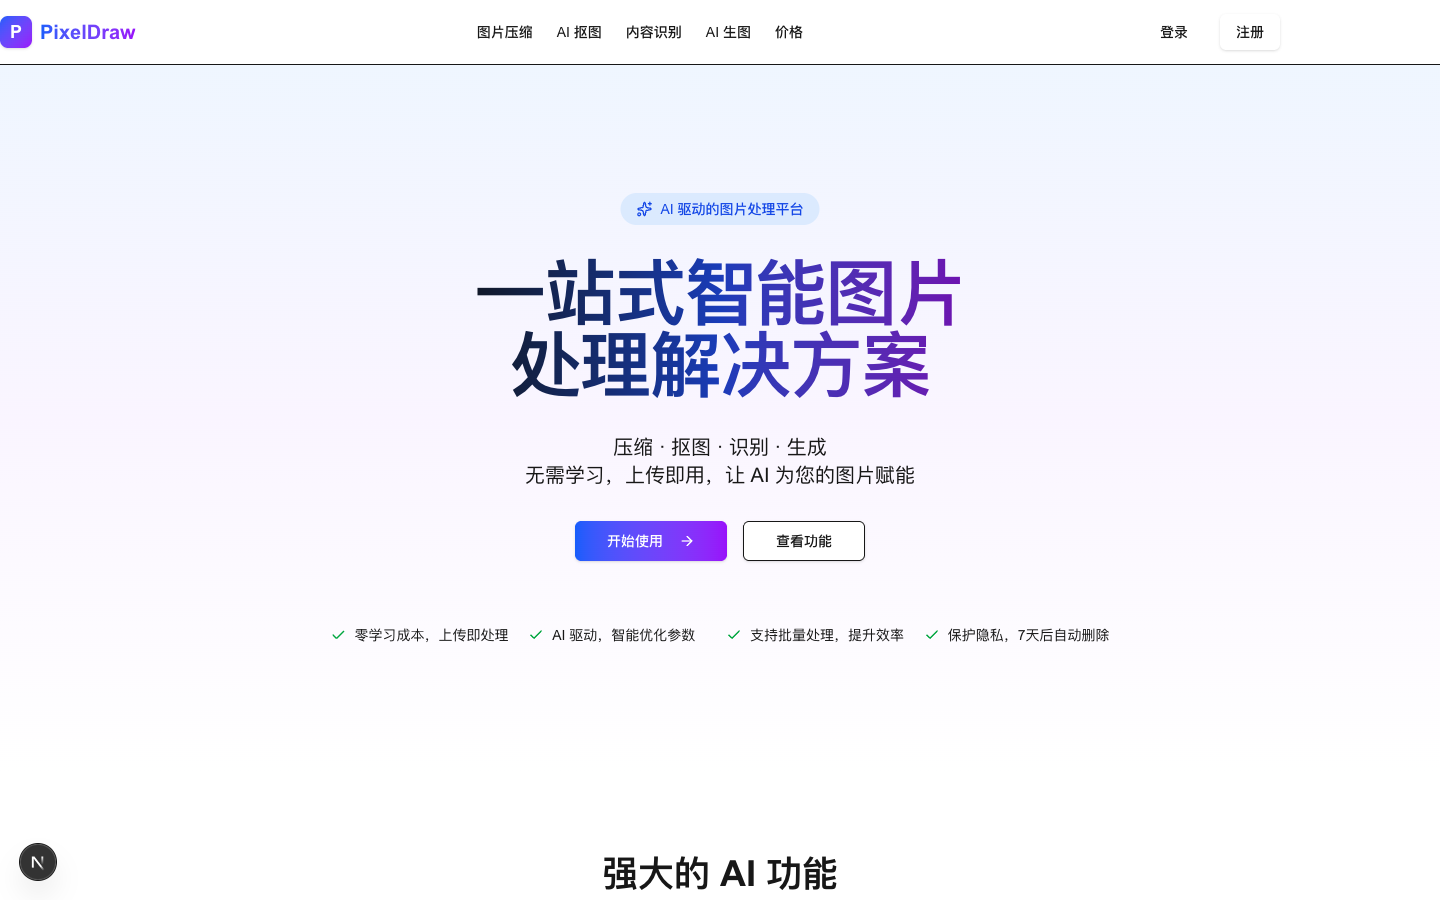 P PixelDraw
图片压缩 AI 抠图 内容识别 AI 生图 价格
登录 注册
AI 驱动的图片处理平台
一站式智能图片
处理解决方案
压缩 · 抠图 · 识别 · 生成
无需学习，上传即用，让 AI 为您的图片赋能
开始使用 查看功能
零学习成本，上传即处理 AI 驱动，智能优化参数 支持批量处理，提升效率 保护隐私，7天后自动删除
强大的 AI 功能
N